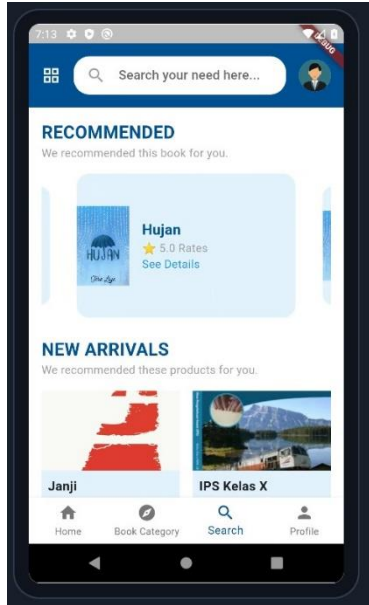 7:13
DEBUG
Search your need here...
RECOMMENDED
We recommended this book for you.
HUJAN
Tere Liye
Hujan
5.0 Rates
See Details
NEW ARRIVALS
We recommended these products for you.
Janji
IPS Kelas X
Home
Book Category
Search
Profile